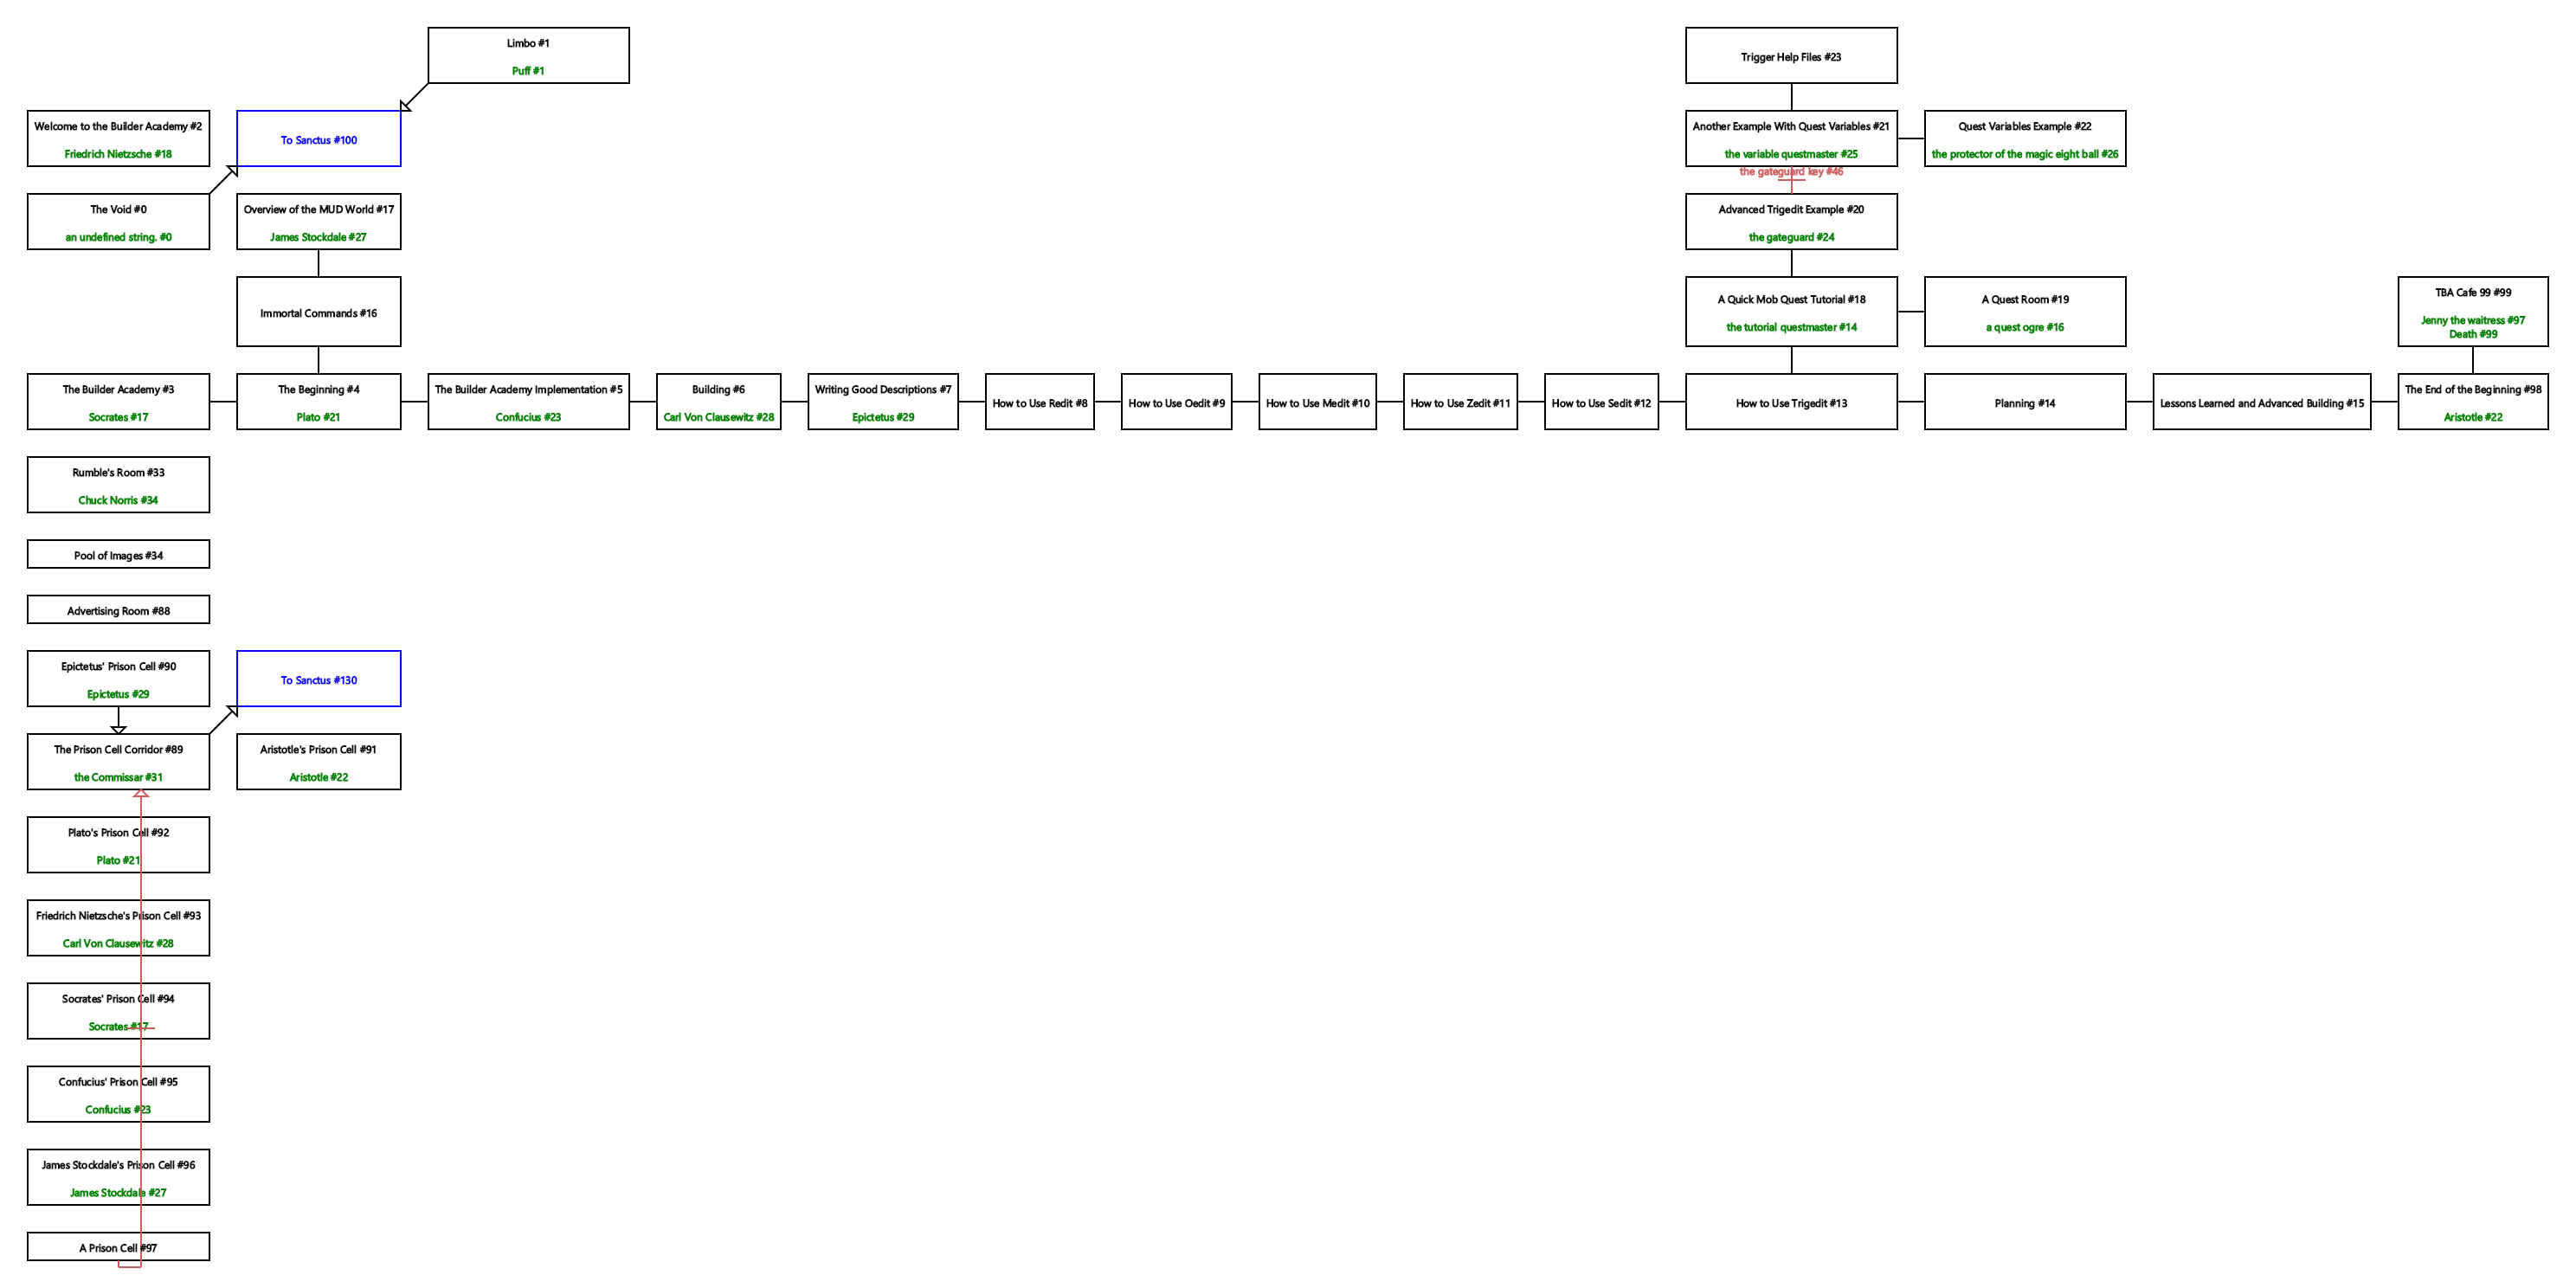 Limbo #1
Puff #1
Trigger Help Files #23
Welcome to the Builder Academy #2
Friedrich Nietzsche #18
To Sanctus #100
Another Example With Quest Variables #21
the variable questmaster #25
Quest Variables Example #22
the protector of the magic eight ball #26
the gateguard key #46
The Void #0
an undefined string. #0
Overview of the MUD World #17
James Stockdale #27
Advanced Trigedit Example #20
the gateguard #24
Immortal Commands #16
A Quick Mob Quest Tutorial #18
the tutorial questmaster #14
A Quest Room #19
a quest ogre #16
TBA Cafe 99 #99
Jenny the waitress #97
Death #99
The Builder Academy #3
Socrates #17
The Beginning #4
Plato #21
The Builder Academy Implementation #5
Confucius #23
Building #6
Carl Von Clausewitz #28
Writing Good Descriptions #7
Epictetus #29
How to Use Redit #8
How to Use Oedit #9
How to Use Medit #10
How to Use Zedit #11
How to Use Sedit #12
How to Use Trigedit #13
Planning #14
Lessons Learned and Advanced Building #15
The End of the Beginning #98
Aristotle #22
Rumble's Room #33
Chuck Norris #34
Pool of Images #34
Advertising Room #88
Epictetus' Prison Cell #90
Epictetus #29
To Sanctus #130
The Prison Cell Corridor #89
the Commissar #31
Aristotle's Prison Cell #91
Aristotle #22
Plato's Prison Cell #92
Plato #21
Friedrich Nietzsche's Prison Cell #93
Carl Von Clausewitz #28
Socrates' Prison Cell #94
Socrates #17
Confucius' Prison Cell #95
Confucius #23
James Stockdale's Prison Cell #96
James Stockdale #27
A Prison Cell #97